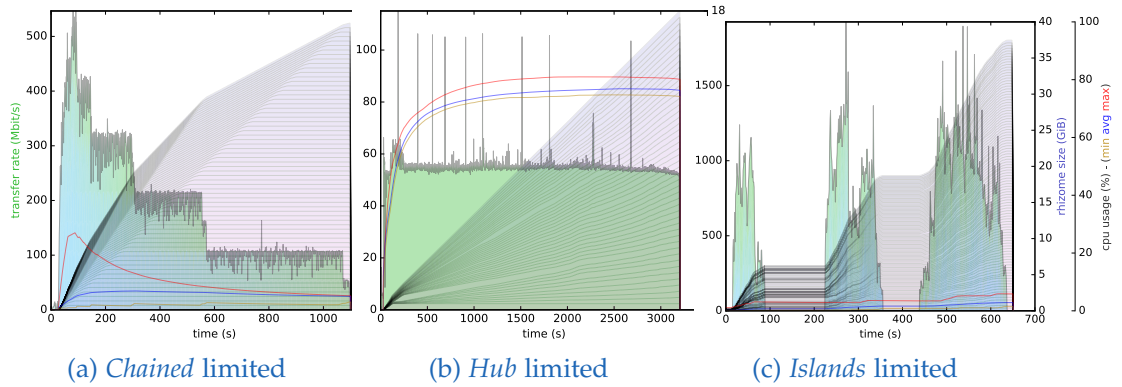 18
500
400
300
200
100
0
transfer rate (Mbit/s)
0 200 400 600 800 1000
time (s)
100
80
60
40
20
0
0 500 1000 1500 2000 2500 3000
time (s)
1500
1000
500
0
0 100 200 300 400 500 600 700
time (s)
40
35
30
25
20
15
10
5
0
rhizome size (GiB)
100
80
60
40
20
0
cpu usage (%) - (min avg max)
(a) Chained limited
(b) Hub limited
(c) Islands limited